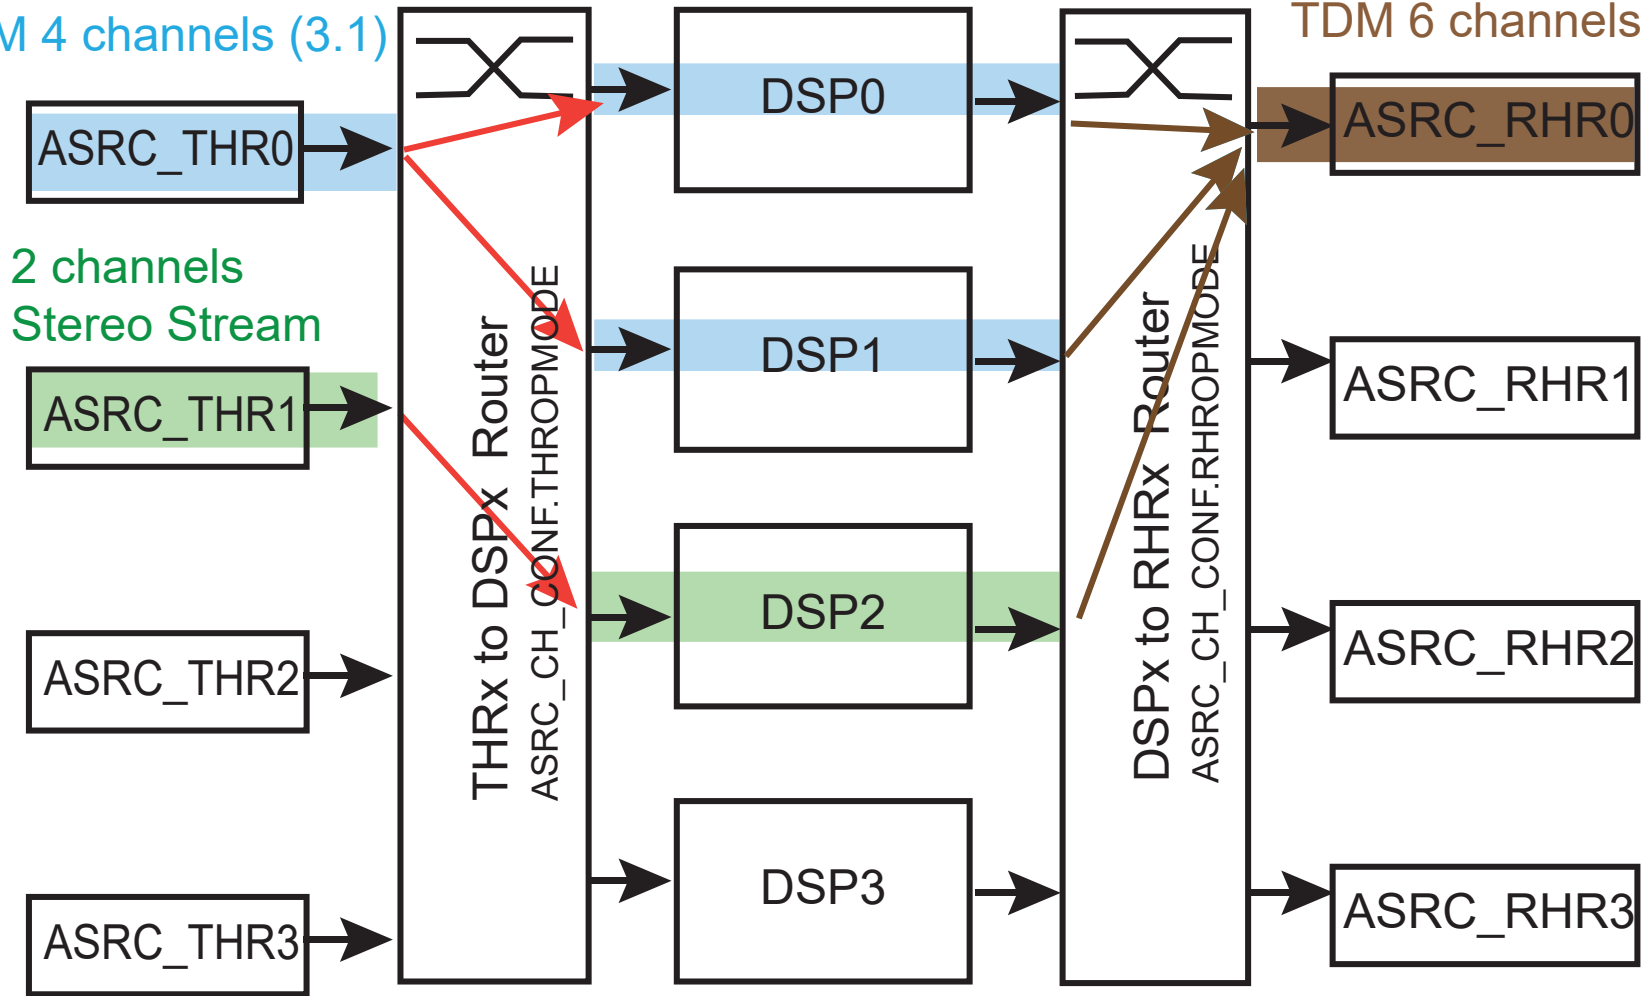 M 4 channels (3.1)
TDM 6 channels
ASRC_THR0
DSP0
ASRC_RHR0
2 channels
Stereo Stream
ASRC_THR1
DSP1
ASRC_RHR1
THRx to DSPx Router
ASRC_CH_CONF.THROPMODE
DSPx to RHRx Router
ASRC_CH_CONF.RHROPMODE
ASRC_THR2
DSP2
ASRC_RHR2
ASRC_THR3
DSP3
ASRC_RHR3